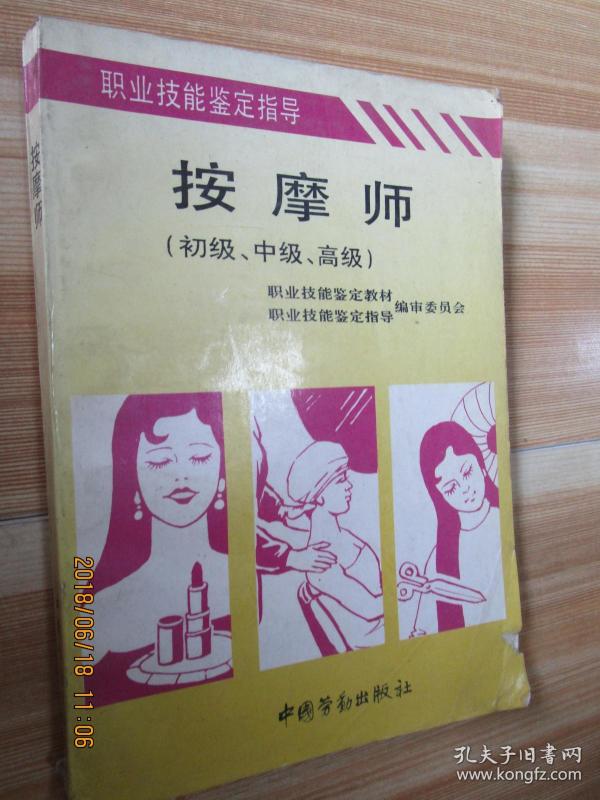 职业技能鉴定指导
按摩师
按摩师
(初级、中级、高级)
职业技能鉴定教材
职业技能鉴定指导 编审委员会
中國劳动出版社
2018/06/18 11:06
孔夫子旧书网
www.kongfz.com